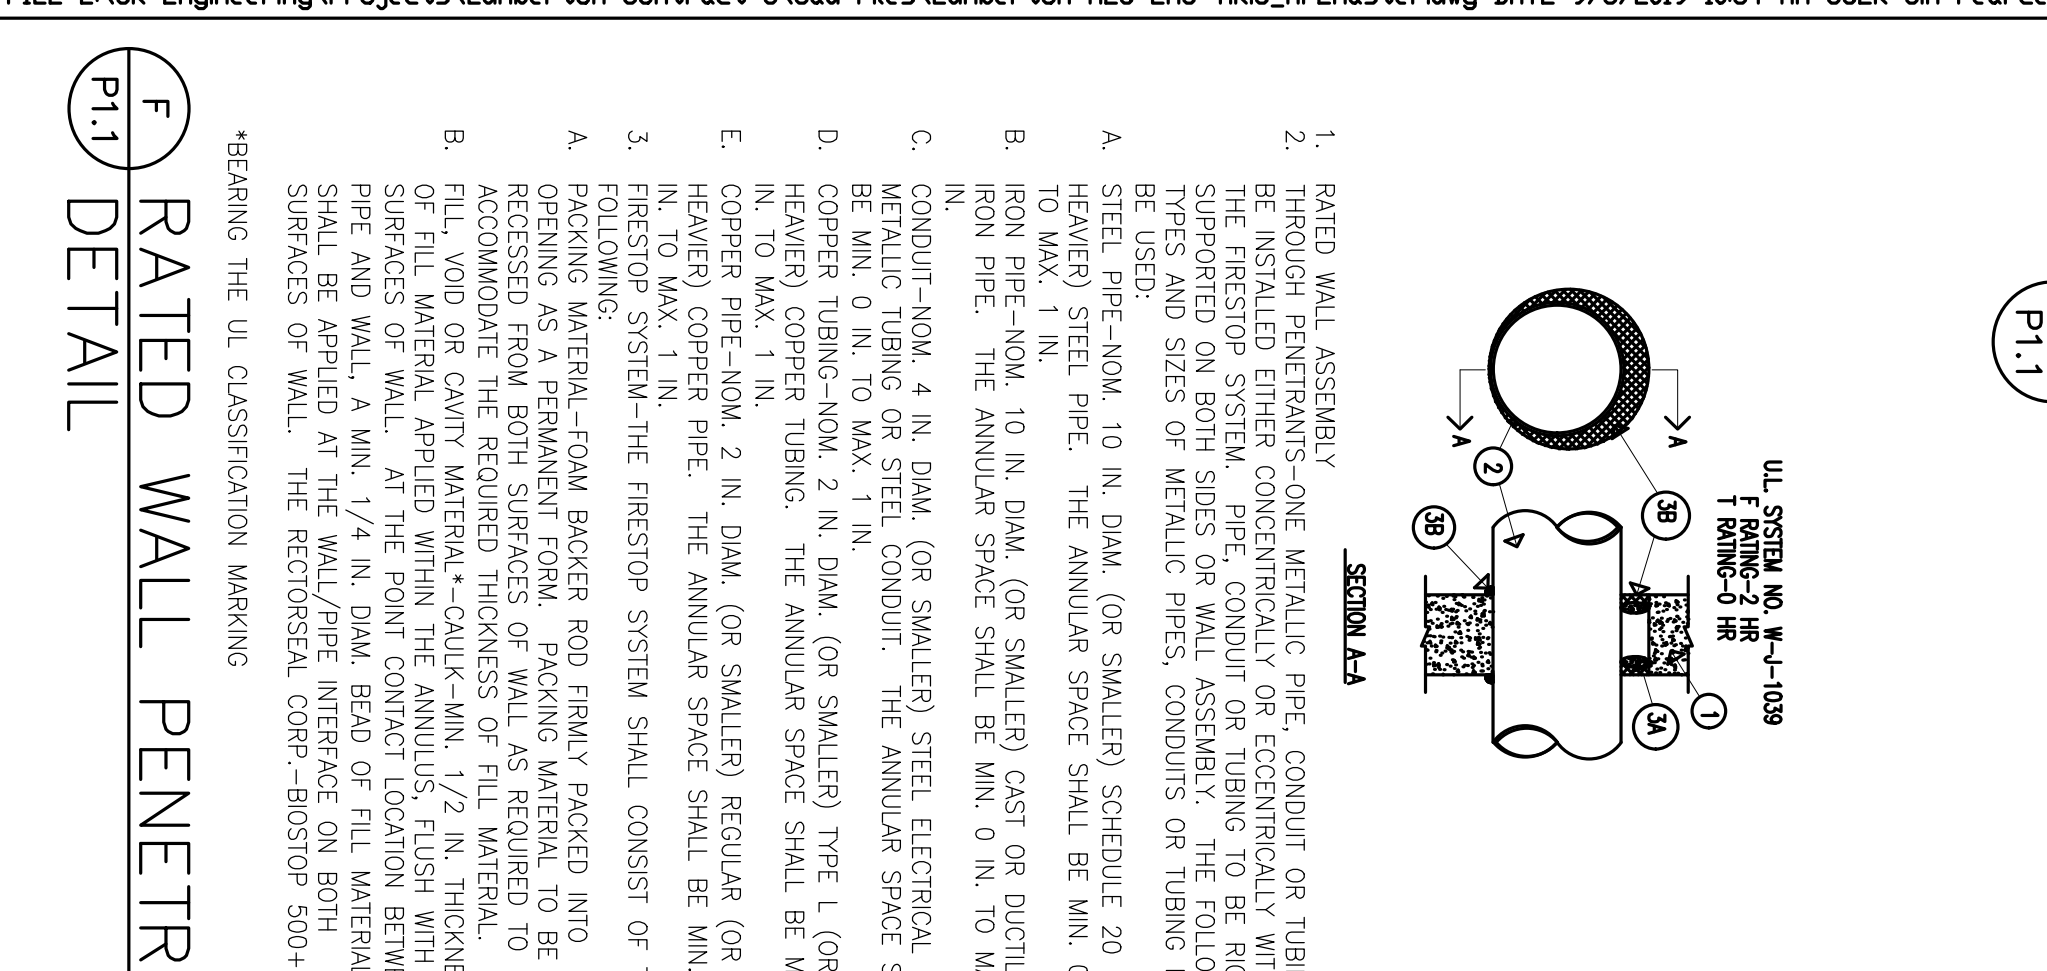 P1.1
U.L. SYSTEM NO. W-J-1039
F RATING-2 HR
T RATING-0 HR
A
A
3B
2
3B
3A
1
SECTION A-A
1. RATED WALL ASSEMBLY
2. THROUGH PENETRANTS-ONE METALLIC PIPE, CONDUIT OR
BE INSTALLED EITHER CONCENTRICALLY OR ECCENTRICALLY
THE FIRESTOP SYSTEM. PIPE, CONDUIT OR TUBING TO BE
SUPPORTED ON BOTH SIDES OR WALL ASSEMBLY. THE
TYPES AND SIZES OF METALLIC PIPES, CONDUITS OR TUBING
BE USED:
A. STEEL PIPE-NOM. 10 IN. DIAM. (OR SMALLER) SCHEDULE 20
HEAVIER) STEEL PIPE. THE ANNULAR SPACE SHALL BE MIN.
TO MAX. 1 IN.
B. IRON PIPE-NOM. 10 IN. DIAM. (OR SMALLER) CAST OR
IRON PIPE. THE ANNULAR SPACE SHALL BE MIN. 0 IN. TO
IN.
C. CONDUIT-NOM. 4 IN. DIAM. (OR SMALLER) STEEL ELECTRICAL
METALLIC TUBING OR STEEL CONDUIT. THE ANNULAR SPACE
BE MIN. 0 IN. TO MAX. 1 IN.
D. COPPER TUBING-NOM. 2 IN. DIAM. (OR SMALLER) TYPE L (OR
HEAVIER) COPPER TUBING. THE ANNULAR SPACE SHALL BE
IN. TO MAX. 1 IN.
E. COPPER PIPE-NOM. 2 IN. DIAM. (OR SMALLER) REGULAR (OR
HEAVIER) COPPER PIPE. THE ANNULAR SPACE SHALL BE MIN.
IN. TO MAX. 1 IN.
3. FIRESTOP SYSTEM-THE FIRESTOP SYSTEM SHALL CONSIST OF
FOLLOWING:
A. PACKING MATERIAL-FOAM BACKER ROD FIRMLY PACKED INTO
OPENING AS A PERMANENT FORM. PACKING MATERIAL TO BE
RECESSED FROM BOTH SURFACES OF WALL AS REQUIRED TO
ACCOMMODATE THE REQUIRED THICKNESS OF FILL MATERIAL.
B. FILL, VOID OR CAVITY MATERIAL*-CAULK-MIN. 1/2 IN.
OF FILL MATERIAL APPLIED WITHIN THE ANNULUS, FLUSH WITH
SURFACES OF WALL. AT THE POINT CONTACT LOCATION
PIPE AND WALL, A MIN. 1/4 IN. DIAM. BEAD OF FILL MATERIAL
SHALL BE APPLIED AT THE WALL/PIPE INTERFACE ON BOTH
SURFACES OF WALL. THE RECTORSEAL CORP.-BIOSTOP 500+
*BEARING THE UL CLASSIFICATION MARKING
F
P1.1
RATED WALL PENETR
DETAIL